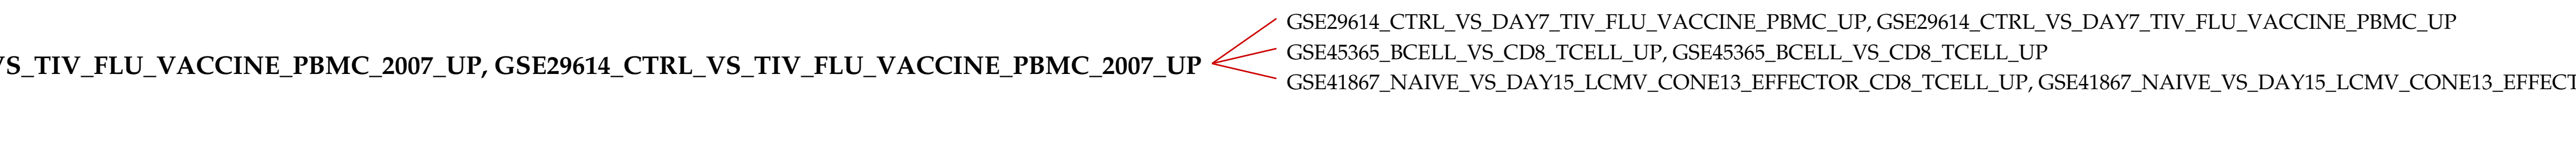 GSE29614_CTRL_VS_DAY7_TIV_FLU_VACCINE_PBMC_UP, GSE29614_CTRL_VS_DAY7_TIV_FLU_VACCINE_PBMC_UP
GSE45365_BCELL_VS_CD8_TCELL_UP, GSE45365_BCELL_VS_CD8_TCELL_UP
VS_TIV_FLU_VACCINE_PBMC_2007_UP, GSE29614_CTRL_VS_TIV_FLU_VACCINE_PBMC_2007_UP
GSE41867_NAIVE_VS_DAY15_LCMV_CONE13_EFFECTOR_CD8_TCELL_UP, GSE41867_NAIVE_VS_DAY15_LCMV_CONE13_EFFECT